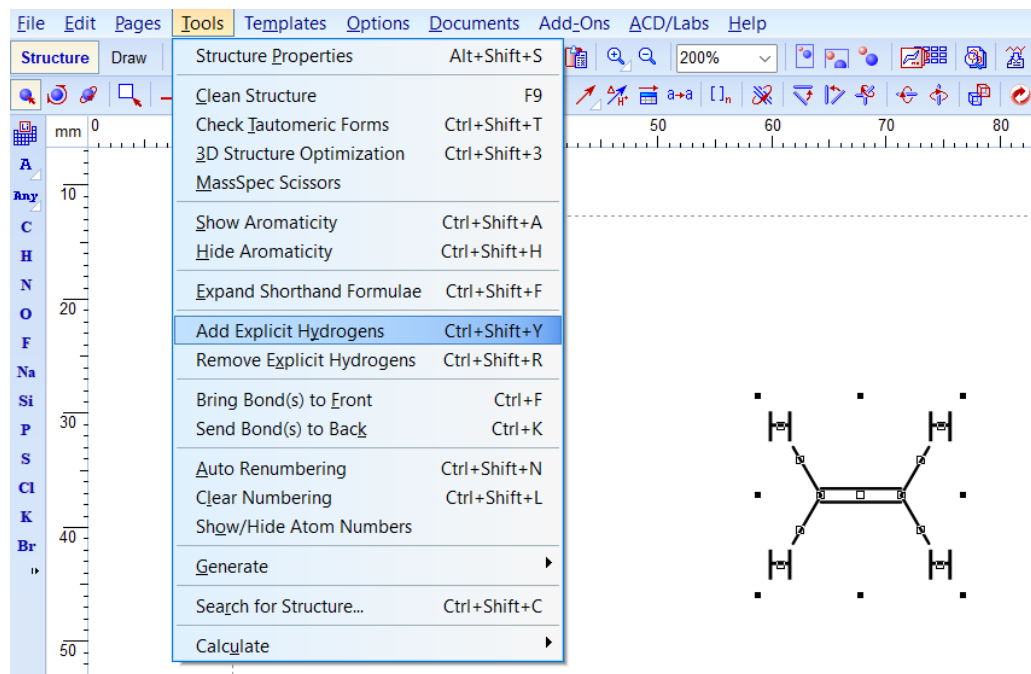 File Edit Pages Tools Templates Options Documents Add-Ons ACD/Labs Help
Structure Draw 200%
Structure Properties Alt+Shift+S
Clean Structure F9
Check Tautomeric Forms Ctrl+Shift+T
3D Structure Optimization Ctrl+Shift+3
MassSpec Scissors
Show Aromaticity Ctrl+Shift+A
Hide Aromaticity Ctrl+Shift+H
Expand Shorthand Formulae Ctrl+Shift+F
Add Explicit Hydrogens Ctrl+Shift+Y
Remove Explicit Hydrogens Ctrl+Shift+R
Bring Bond(s) to Front Ctrl+F
Send Bond(s) to Back Ctrl+K
Auto Renumbering Ctrl+Shift+N
Clear Numbering Ctrl+Shift+L
Show/Hide Atom Numbers
Generate
Search for Structure... Ctrl+Shift+C
Calculate
a→a []n
mm 0 50 60 70 80
10
20
30
40
50
A
Any
C
H
N
O
F
Na
Si
P
S
Cl
K
Br
H H
H H